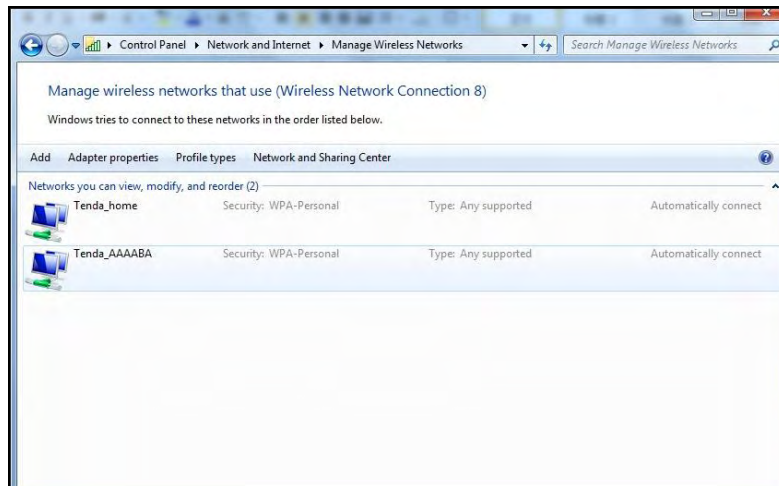 Control Panel ▸ Network and Internet ▸ Manage Wireless Networks Search Manage Wireless Networks
Manage wireless networks that use (Wireless Network Connection 8)
Windows tries to connect to these networks in the order listed below.
Add Adapter properties Profile types Network and Sharing Center
Networks you can view, modify, and reorder (2)
Tenda_home Security: WPA-Personal Type: Any supported Automatically connect
Tenda_AAAABA Security: WPA-Personal Type: Any supported Automatically connect